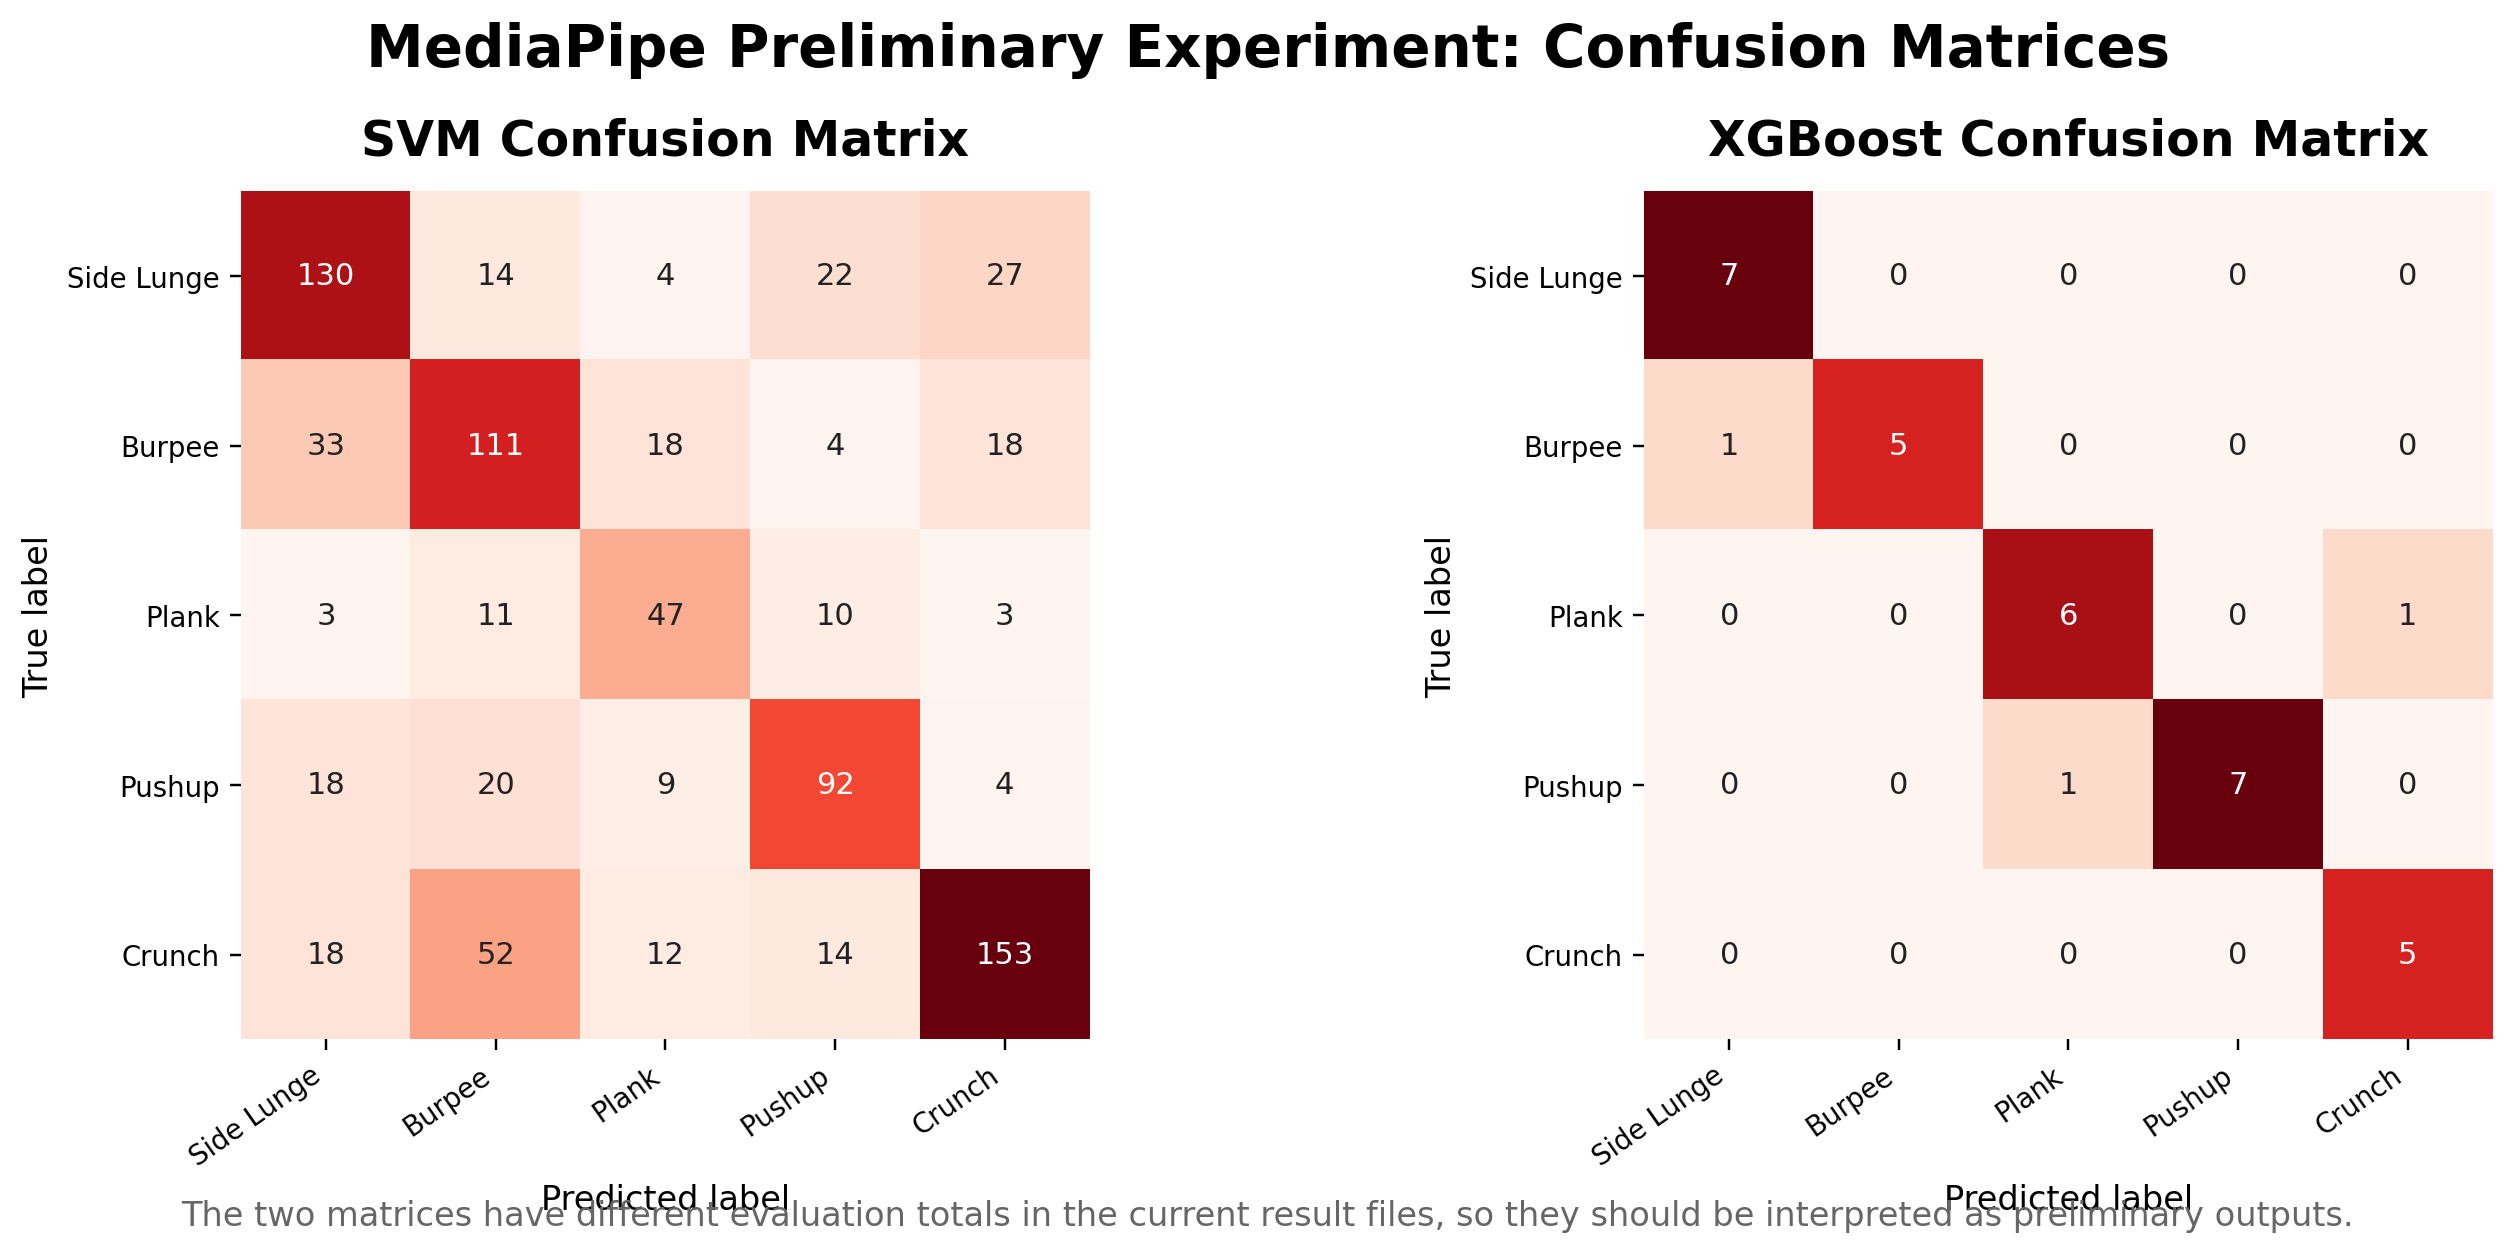 MediaPipe Preliminary Experiment: Confusion Matrices
SVM Confusion Matrix
True label
Side Lunge 130 14 4 22 27
Burpee 33 111 18 4 18
Plank 3 11 47 10 3
Pushup 18 20 9 92 4
Crunch 18 52 12 14 153
Side Lunge Burpee Plank Pushup Crunch
Predicted label
XGBoost Confusion Matrix
True label
Side Lunge 7 0 0 0 0
Burpee 1 5 0 0 0
Plank 0 0 6 0 1
Pushup 0 0 1 7 0
Crunch 0 0 0 0 5
Side Lunge Burpee Plank Pushup Crunch
Predicted label
The two matrices have different evaluation totals in the current result files, so they should be interpreted as preliminary outputs.